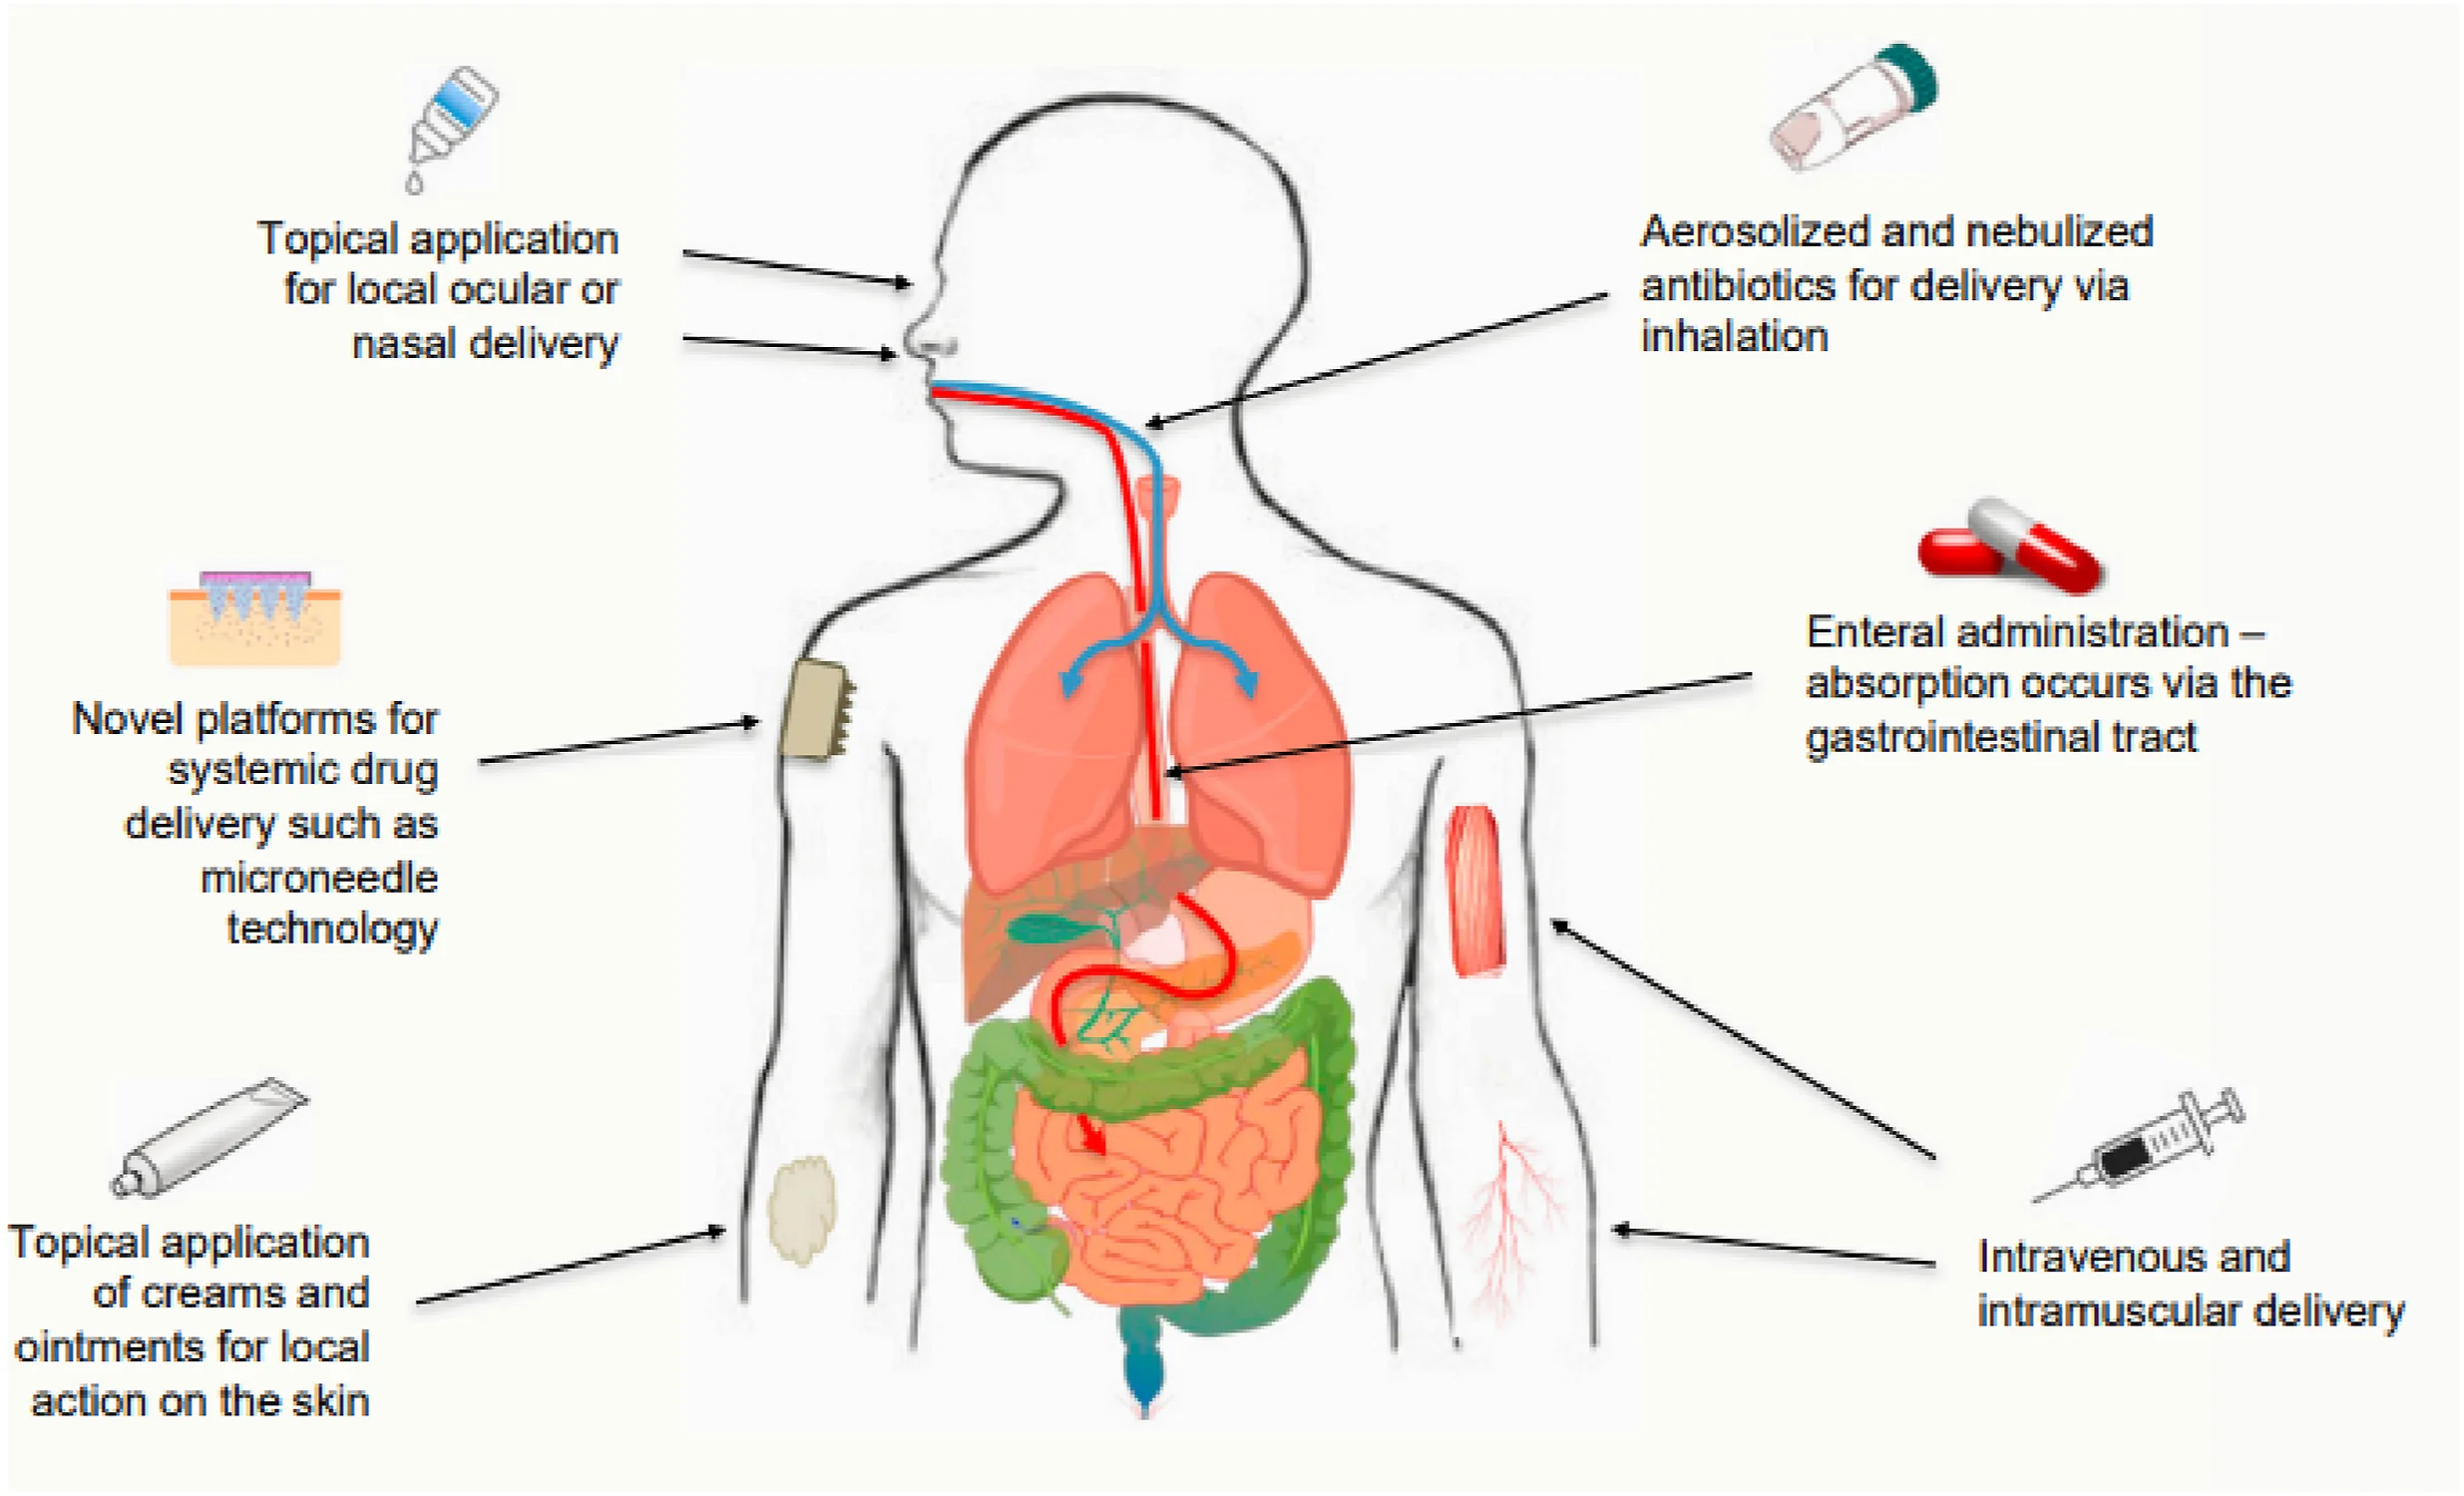 Topical application
for local ocular or
nasal delivery
Aerosolized and nebulized
antibiotics for delivery via
inhalation
Novel platforms for
systemic drug
delivery such as
microneedle
technology
Enteral administration –
absorption occurs via the
gastrointestinal tract
Topical application
of creams and
ointments for local
action on the skin
Intravenous and
intramuscular delivery